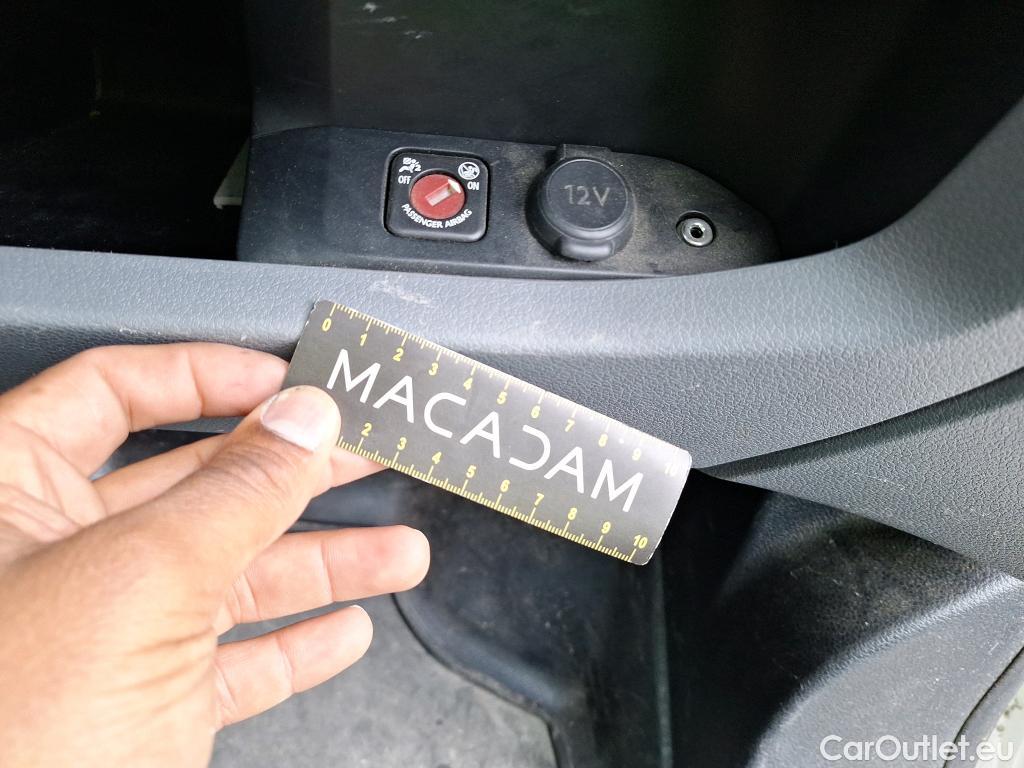 OFF
ON
PASSENGER AIRBAG
12V
0 1 2 3 4 5 6 7 8 9 10
MACADAM
2 3 4 5 6 7 8 9 10
CarOutlet.eu